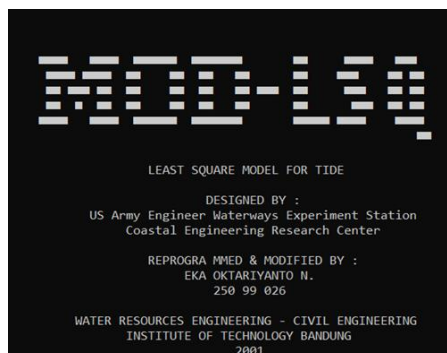 MOD-LSQ
LEAST SQUARE MODEL FOR TIDE
DESIGNED BY :
US Army Engineer Waterways Experiment Station
Coastal Engineering Research Center
REPROGRA MMED & MODIFIED BY :
EKA OKTARIYANTO N.
250 99 026
WATER RESOURCES ENGINEERING - CIVIL ENGINEERING
INSTITUTE OF TECHNOLOGY BANDUNG
2001